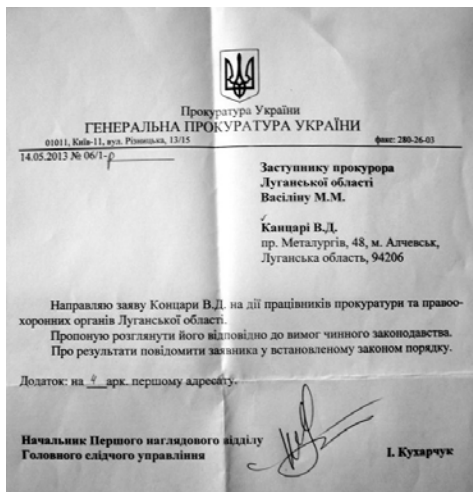 Прокуратура України
ГЕНЕРАЛЬНА ПРОКУРАТУРА УКРАЇНИ
01011, Київ-11, вул. Різницька, 13/15 факс: 280-26-03
14.05.2013 № 06/1-р
Заступнику прокурора
Луганської області
Васіліну М.М.
Канцарі В.Д.
пр. Металургів, 48, м. Алчевськ,
Луганська область, 94206
Направляю заяву Концари В.Д. на дії працівників прокуратури та правоо-
хоронних органів Луганської області.
Пропоную розглянути його відповідно до вимог чинного законодавства.
Про результати повідомити заявника у встановленому законом порядку.
Додаток: на арк. першому адресату.
Начальник Першого наглядового відділу
Головного слідчого управління І. Кухарчук